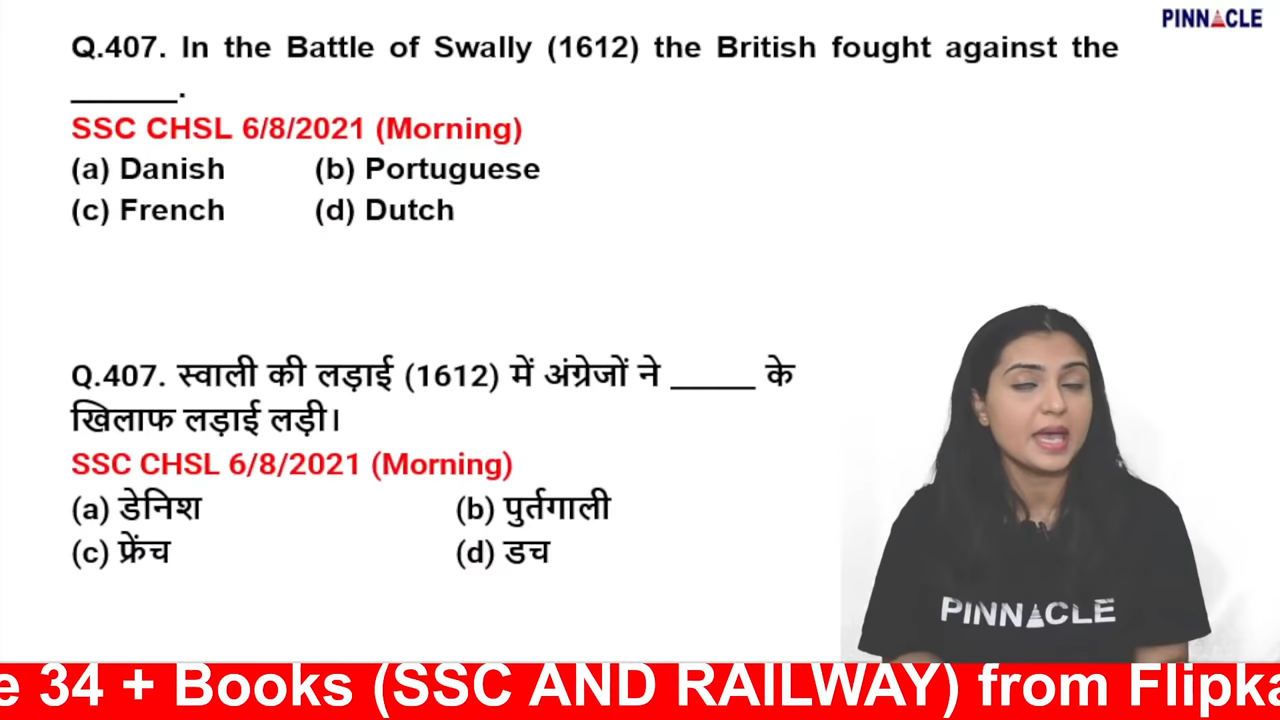 PINNACLE
Q.407. In the Battle of Swally (1612) the British fought against the
______.
SSC CHSL 6/8/2021 (Morning)
(a) Danish (b) Portuguese
(c) French (d) Dutch
Q.407. स्वाली की लड़ाई (1612) में अंग्रेजों ने _____ के
खिलाफ लड़ाई लड़ी।
SSC CHSL 6/8/2021 (Morning)
(a) डेनिश (b) पुर्तगाली
(c) फ्रेंच (d) डच
PINNACLE
e 34 + Books (SSC AND RAILWAY) from Flipka